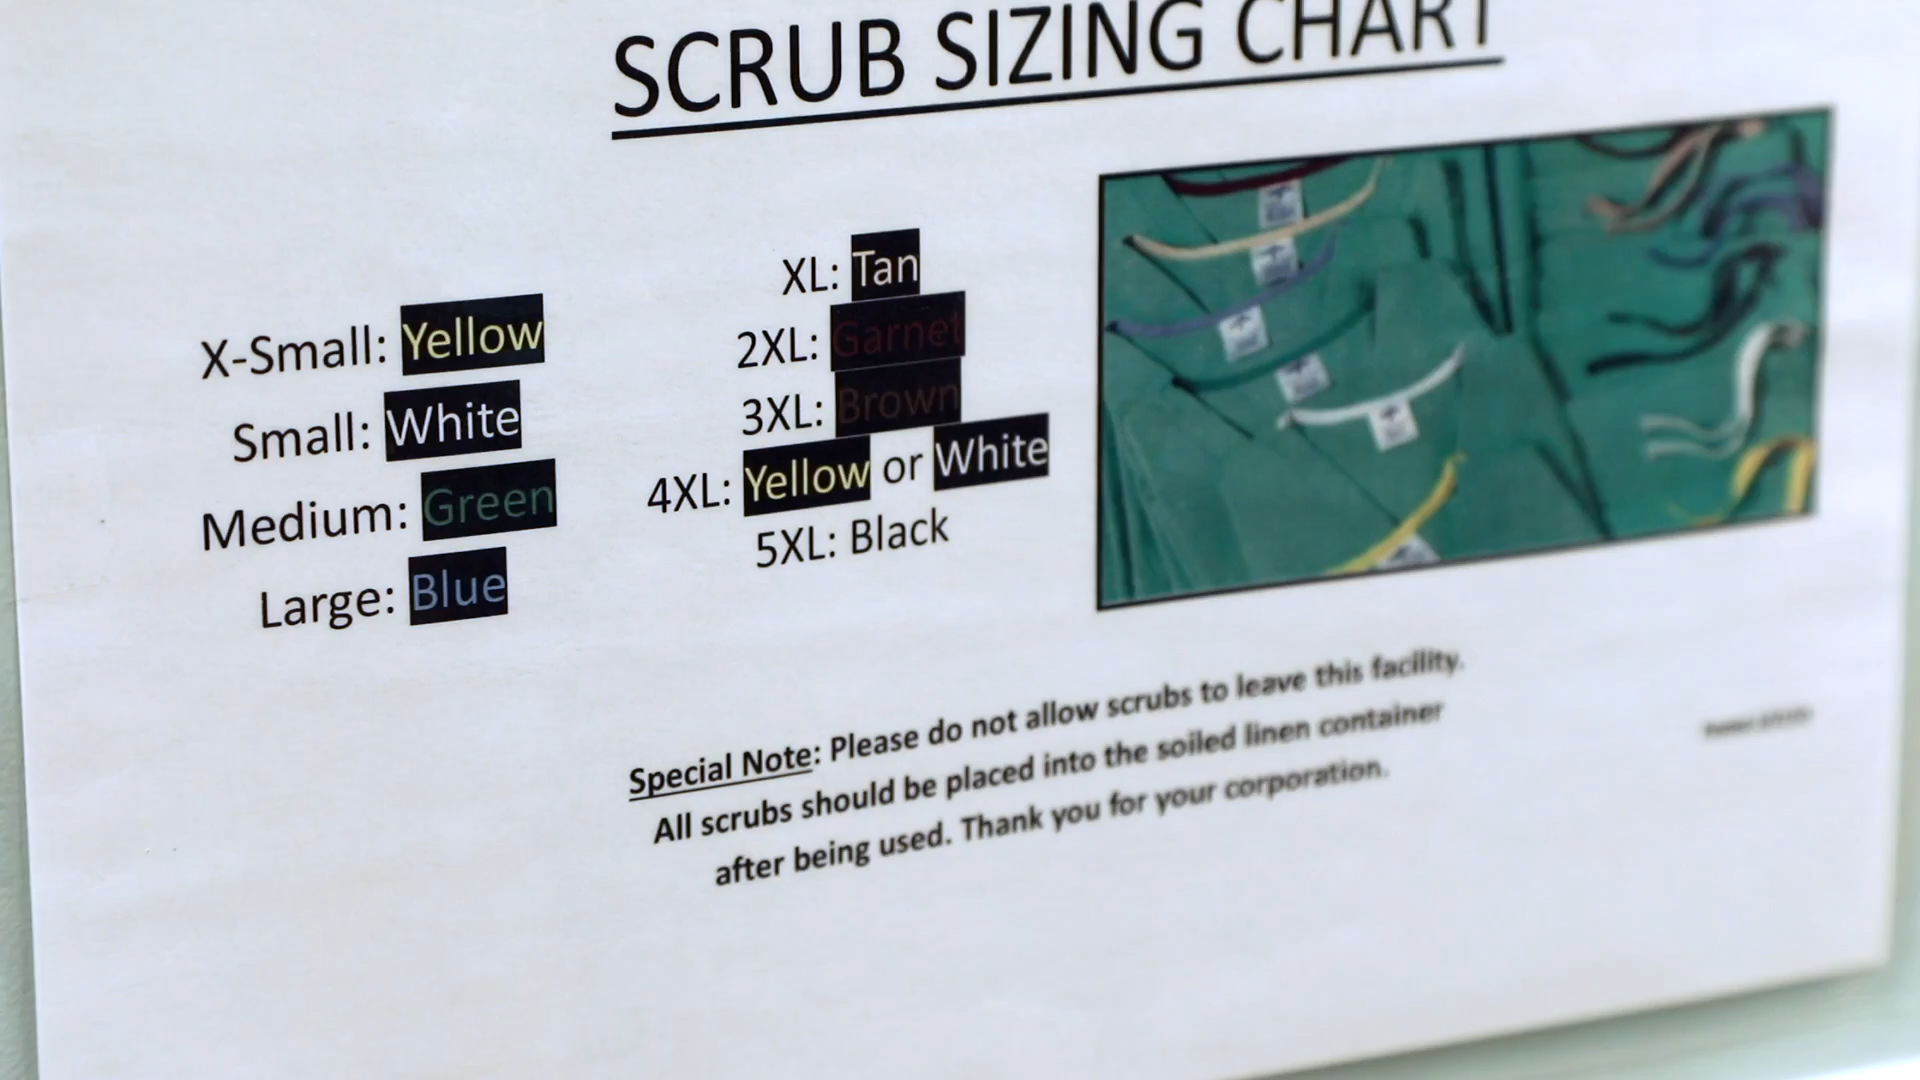 SCRUB SIZING CHART
X-Small: Yellow
Small: White
Medium: Green
Large: Blue
XL: Tan
2XL: Garnet
3XL: Brown
4XL: Yellow or White
5XL: Black
Special Note: Please do not allow scrubs to leave this facility.
All scrubs should be placed into the soiled linen container
after being used. Thank you for your corporation.